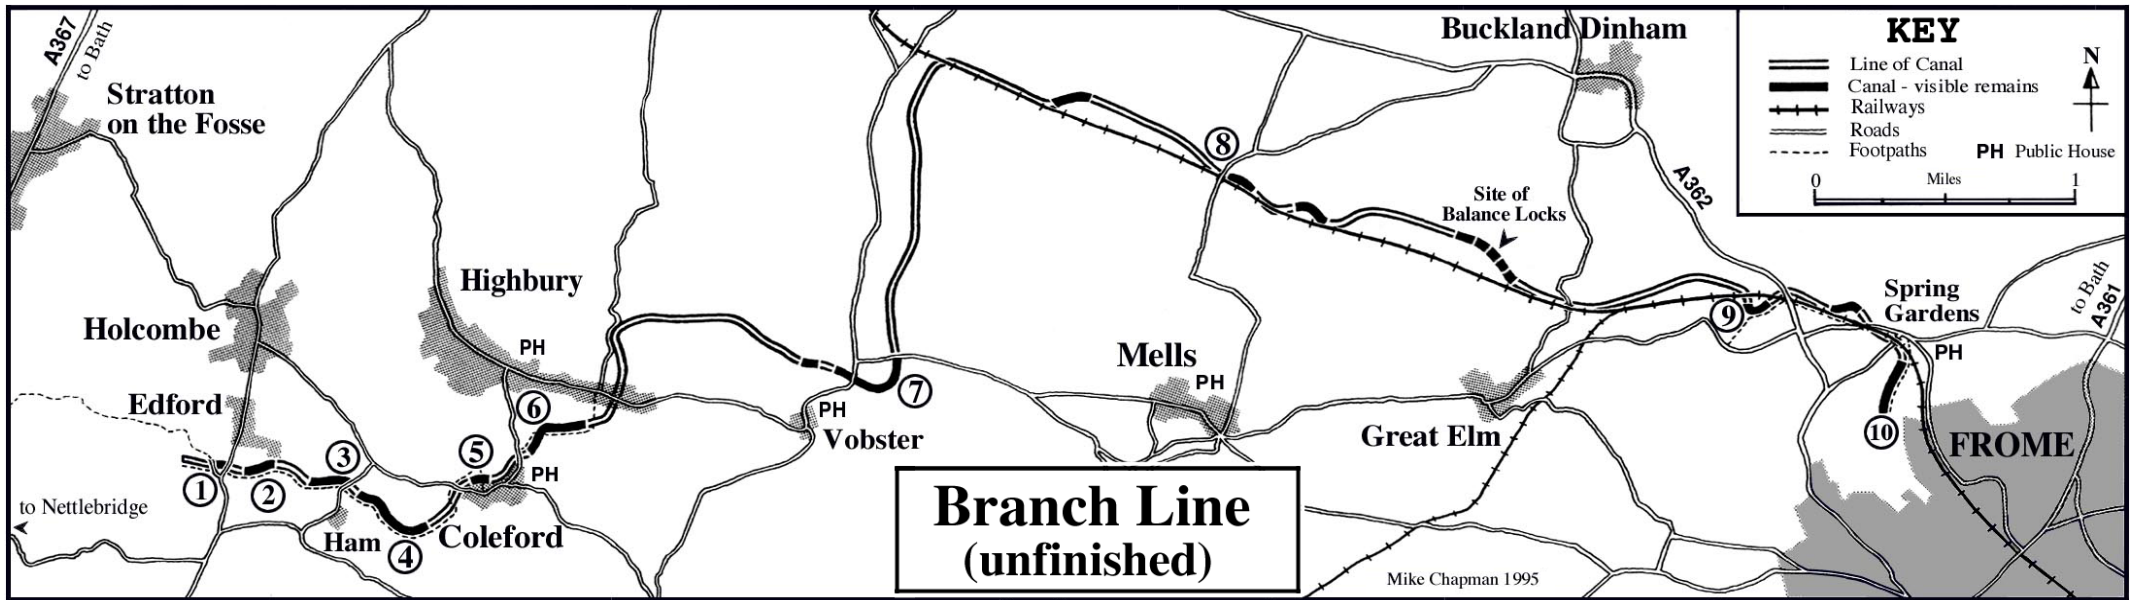 A367
to Bath
Stratton
on the Fosse
Buckland Dinham
KEY
Line of Canal
Canal - visible remains
Railways
Roads
Footpaths
PH Public House
N
0 Miles 1
8
A362
Site of
Balance Locks
Highbury
Holcombe
PH
Spring
Gardens
to Bath
A361
9
Mells
PH
PH
Edford
6
7
PH
Vobster
Great Elm
10
FROME
3
5
PH
1
2
to Nettlebridge
Ham
4
Coleford
Branch Line
(unfinished)
Mike Chapman 1995